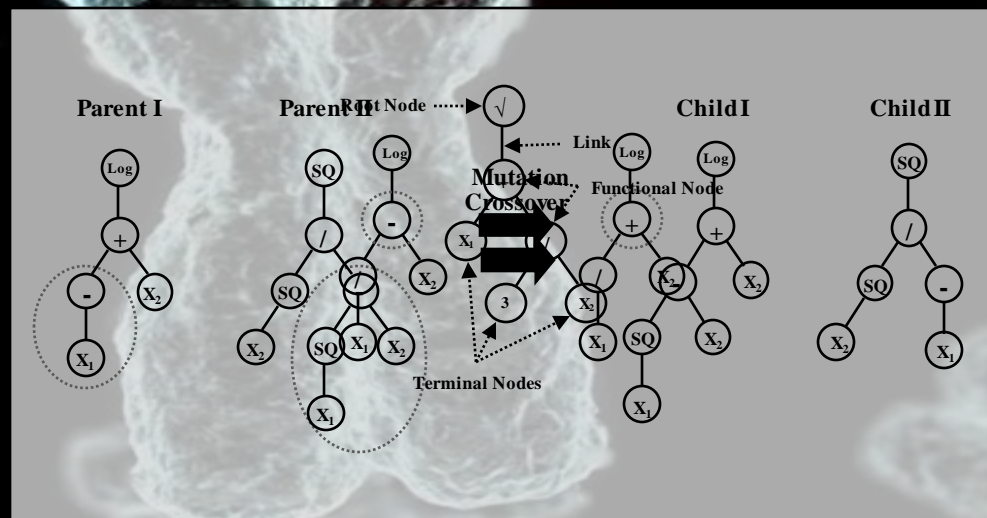 Parent I
Parent II
Root Node
√
Child I
Child II
Log
SQ
Log
Link
Log
Log
SQ
Mutation
Functional Node
Crossover
+
/
-
X₁
/
+
+
/
-
X₂
SQ
/
X₂
3
X₂
/
X₂
-
X₂
SQ
-
X₁
X₂
SQ
X₁
X₂
X₁
SQ
X₂
X₂
X₁
Terminal Nodes
X₁
X₁